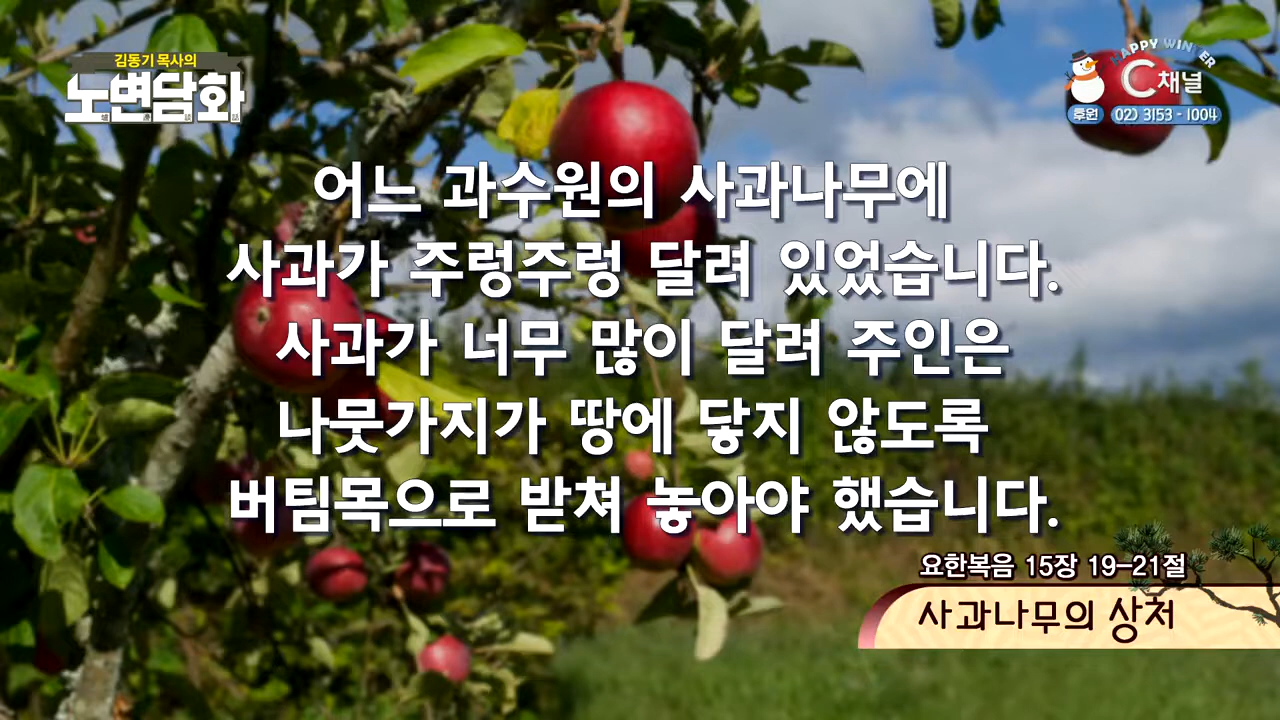 김동기 목사의
노변담화
HAPPY WINTER
C채널
후원 02) 3153-1004
어느 과수원의 사과나무에
사과가 주렁주렁 달려 있었습니다.
사과가 너무 많이 달려 주인은
나뭇가지가 땅에 닿지 않도록
버팀목으로 받쳐 놓아야 했습니다.
요한복음 15장 19-21절
사과나무의 상처